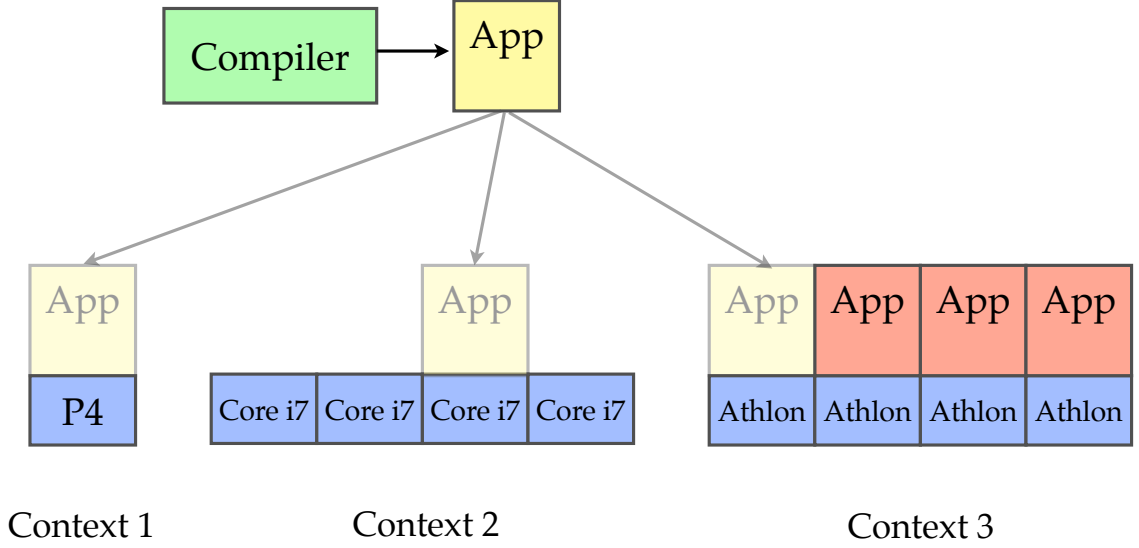 Compiler
App
App
App
App
App
App
App
P4
Core i7
Core i7
Core i7
Core i7
Athlon
Athlon
Athlon
Athlon
Context 1
Context 2
Context 3